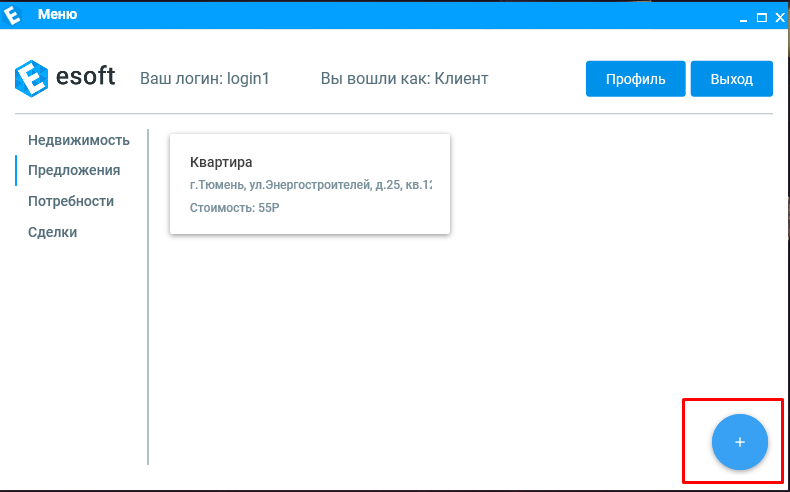 Меню
esoft
Ваш логин: login1
Вы вошли как: Клиент
Профиль
Выход
Недвижимость
Предложения
Потребности
Сделки
Квартира
г.Тюмень, ул.Энергостроителей, д.25, кв.12
Стоимость: 55Р
+